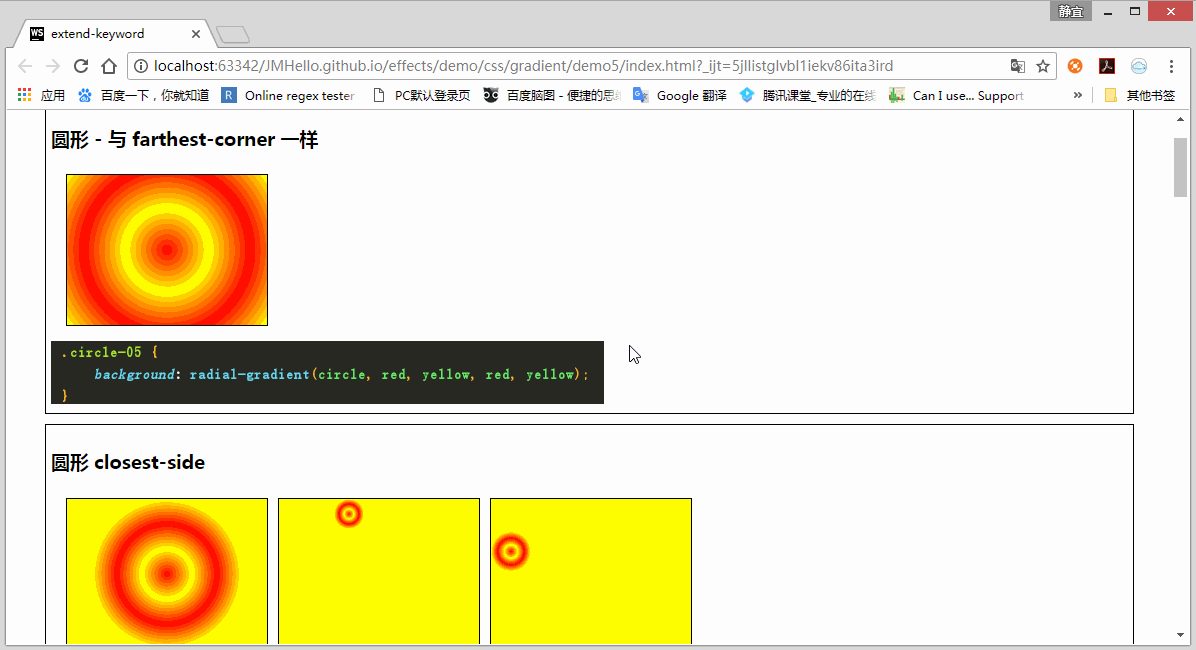 静宜
WS extend-keyword
localhost:63342/JMHello.github.io/effects/demo/css/gradient/demo5/index.html?_ijt=5jllistglvbl1iekv86ita3ird
应用 百度一下，你就知道 R Online regex tester PC默认登录页 百度脑图 - 便捷的思 Google 翻译 腾讯课堂_专业的在线 Can I use... Support » 其他书签
圆形 - 与 farthest-corner 一样
.circle-05 {
background: radial-gradient(circle, red, yellow, red, yellow);
}
圆形 closest-side